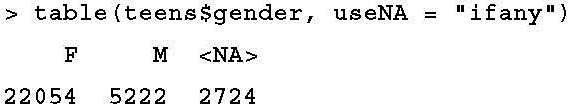 > table(teens$gender, useNA = "ifany")
F M <NA>
22054 5222 2724